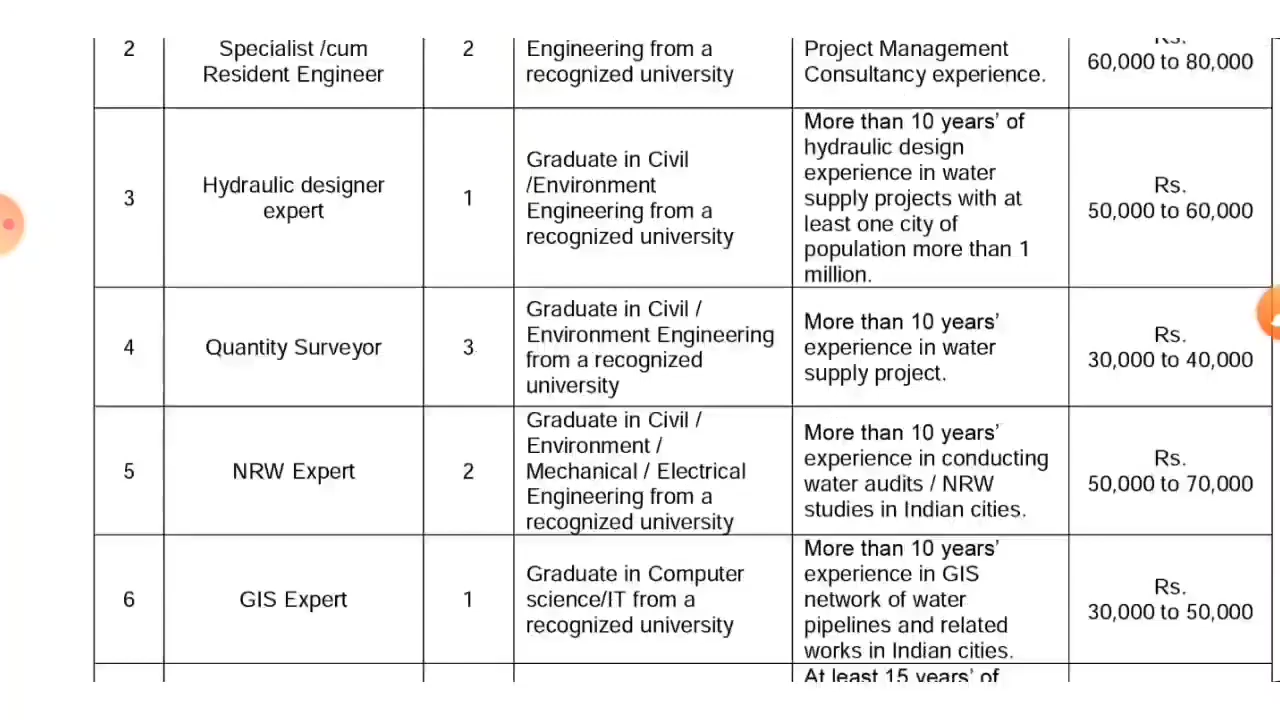 2
Specialist /cum
Resident Engineer
2
Engineering from a
recognized university
Project Management
Consultancy experience.
Rs.
60,000 to 80,000
3
Hydraulic designer
expert
1
Graduate in Civil
/Environment
Engineering from a
recognized university
More than 10 years’ of
hydraulic design
experience in water
supply projects with at
least one city of
population more than 1
million.
Rs.
50,000 to 60,000
4
Quantity Surveyor
3
Graduate in Civil /
Environment Engineering
from a recognized
university
More than 10 years’
experience in water
supply project.
Rs.
30,000 to 40,000
5
NRW Expert
2
Graduate in Civil /
Environment /
Mechanical / Electrical
Engineering from a
recognized university
More than 10 years’
experience in conducting
water audits / NRW
studies in Indian cities.
Rs.
50,000 to 70,000
6
GIS Expert
1
Graduate in Computer
science/IT from a
recognized university
More than 10 years’
experience in GIS
network of water
pipelines and related
works in Indian cities.
Rs.
30,000 to 50,000
At least 15 years’ of